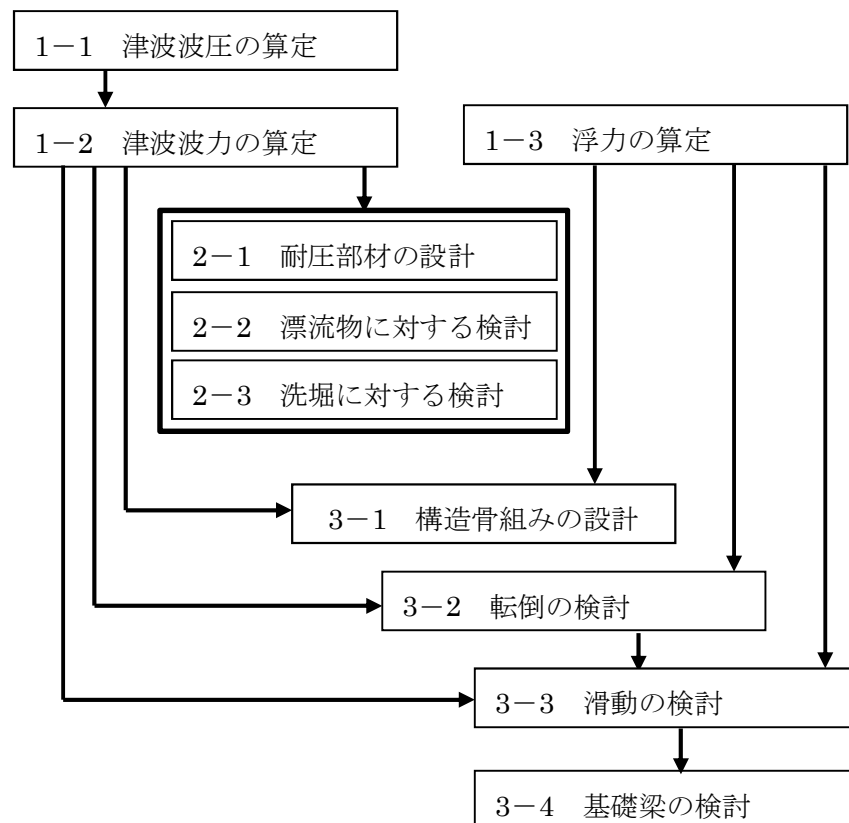 1−1 津波波圧の算定
1−2 津波波力の算定
1−3 浮力の算定
2−1 耐圧部材の設計
2−2 漂流物に対する検討
2−3 洗堀に対する検討
3−1 構造骨組みの設計
3−2 転倒の検討
3−3 滑動の検討
3−4 基礎梁の検討